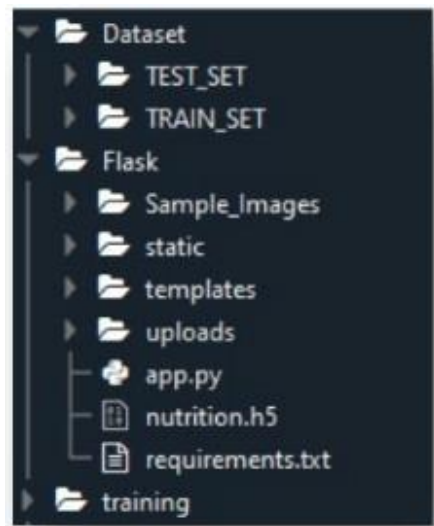 Dataset
TEST_SET
TRAIN_SET
Flask
Sample_Images
static
templates
uploads
app.py
nutrition.h5
requirements.txt
training